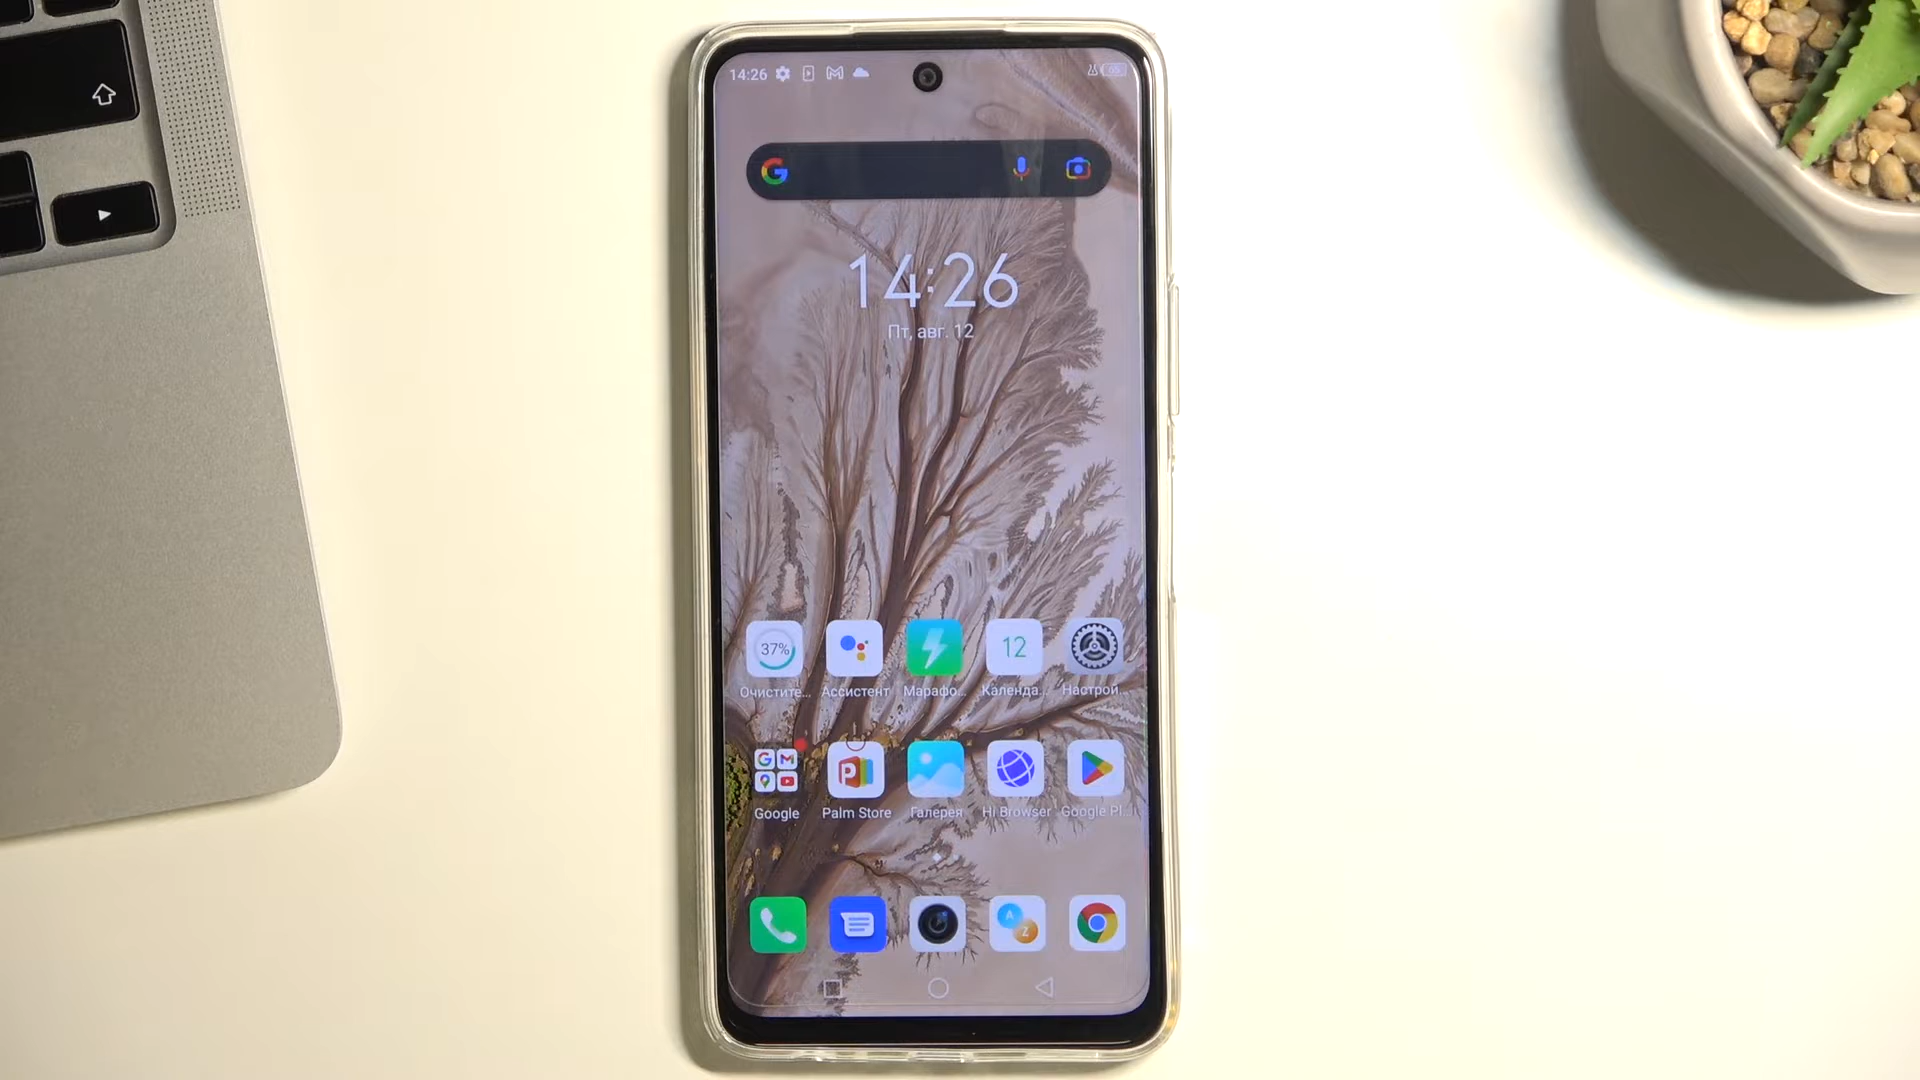 14:26
65
14:26
Пт, авг. 12
37%
12
Очистите... Ассистент Марафо... Календа... Настрой...
Google Palm Store Галерея Hi Browser Google Pl...
A
Z